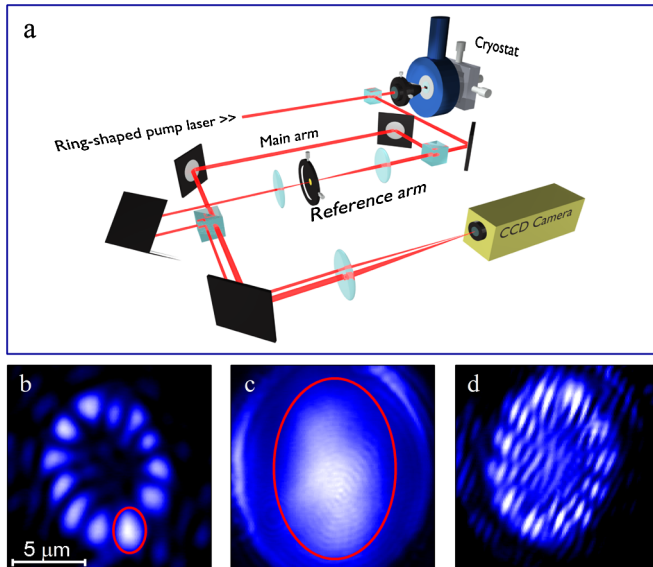 a
Cryostat
Ring-shaped pump laser >>
Main arm
Reference arm
CCD Camera
b
c
d
5 μm